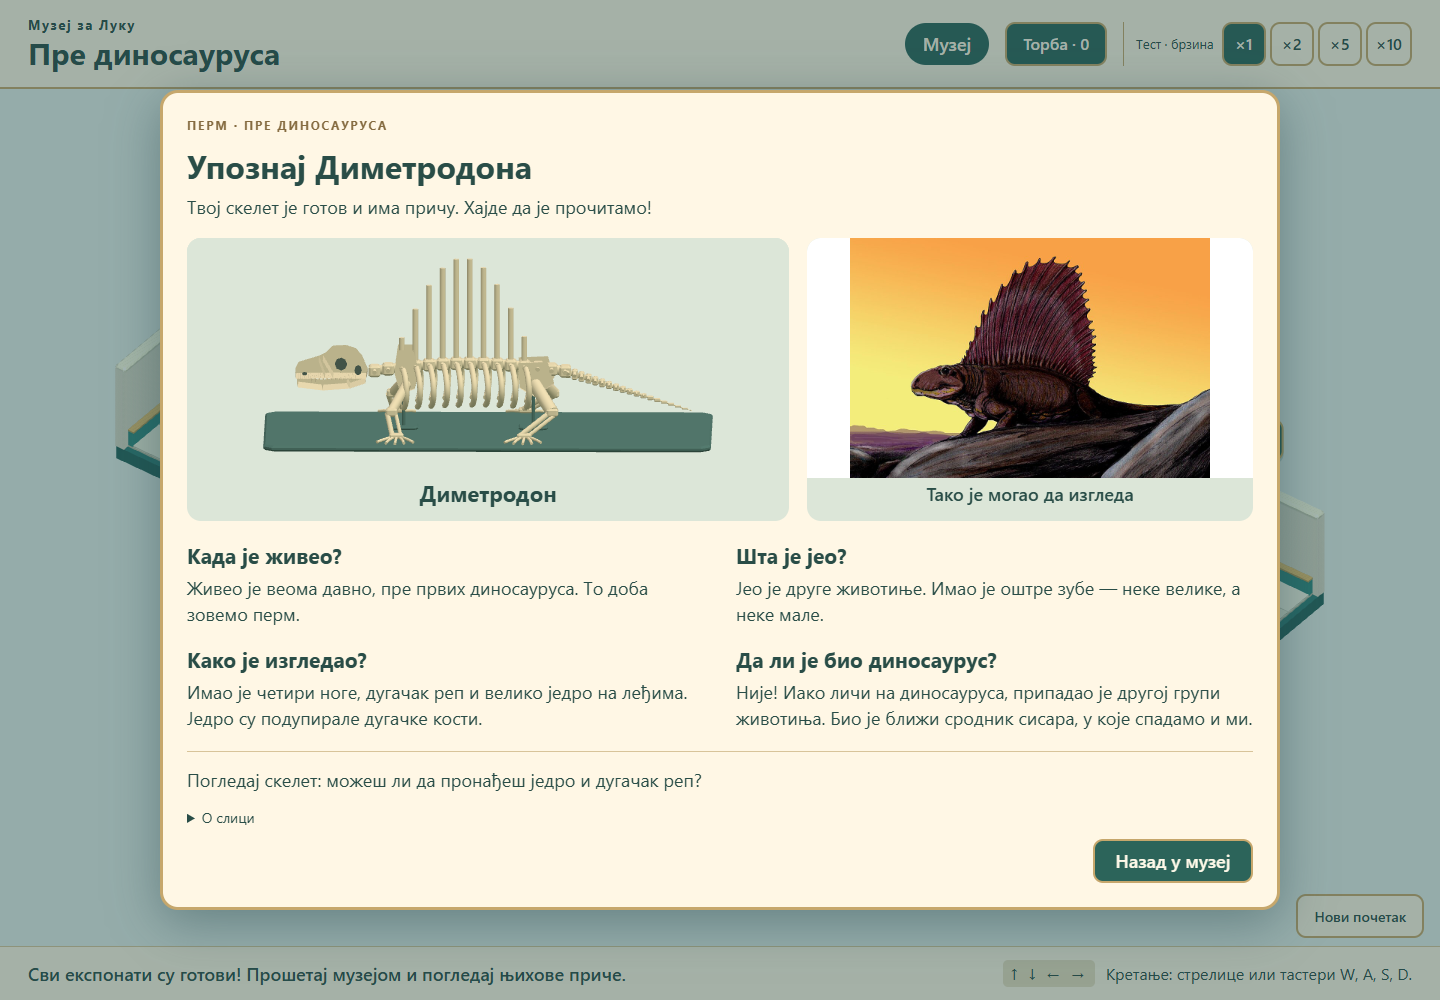 Музеј за Луку
Пре диносауруса
Музеј
Торба · 0
Тест · брзина
×1
×2
×5
×10
ПЕРМ · ПРЕ ДИНОСАУРУСА
Упознај Диметродона
Твој скелет је готов и има причу. Хајде да је прочитамо!
Диметродон
Тако је могао да изгледа
Када је живео?
Живео је веома давно, пре првих диносауруса. То доба
зовемо перм.
Шта је јео?
Јео је друге животиње. Имао је оштре зубе — неке велике, а
неке мале.
Како је изгледао?
Имао је четири ноге, дугачак реп и велико једро на леђима.
Једро су подупирале дугачке кости.
Да ли је био диносаурус?
Није! Иако личи на диносауруса, припадао је другој групи
животиња. Био је ближи сродник сисара, у које спадамо и ми.
Погледај скелет: можеш ли да пронађеш једро и дугачак реп?
▶ О слици
Назад у музеј
Нови почетак
Сви експонати су готови! Прошетај музејом и погледај њихове приче.
↑ ↓ ← → Кретање: стрелице или тастери W, A, S, D.